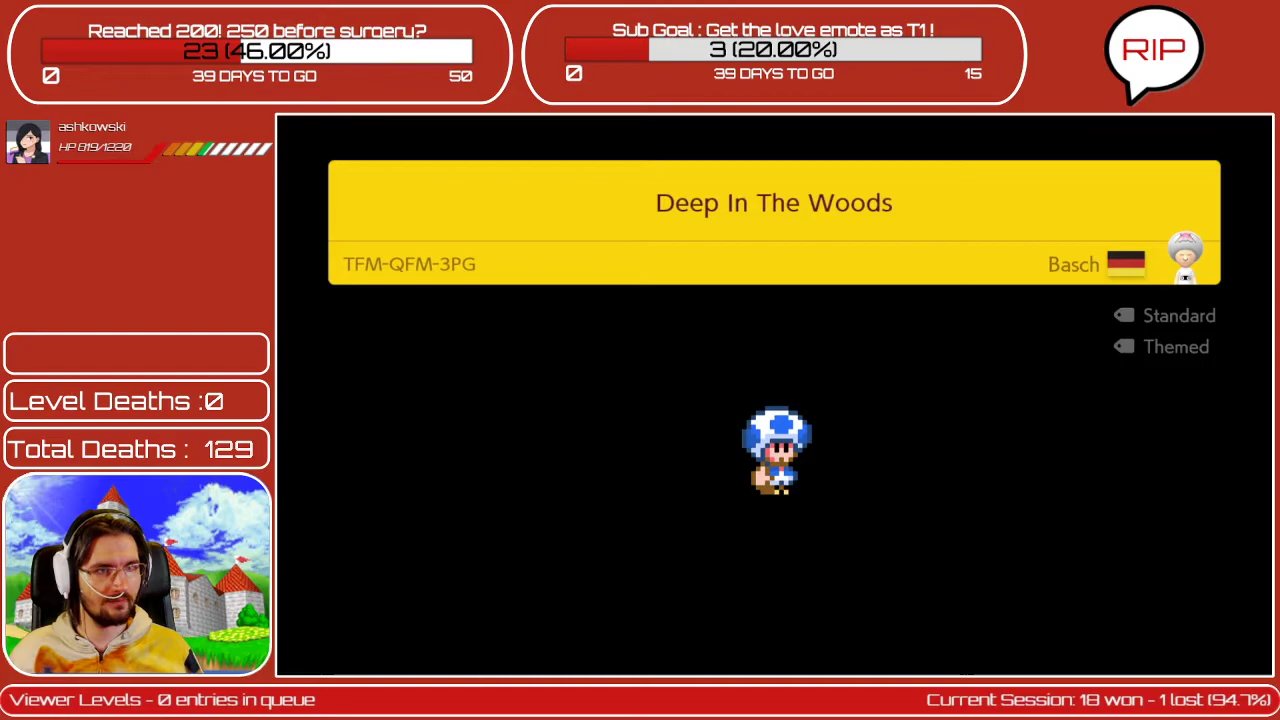 Reached 200! 250 before surgery?
23 (46.00%)
0
39 DAYS TO GO
50
Sub Goal : Get the love emote as T1 !
3 (20.00%)
0
39 DAYS TO GO
15
RIP
ashkowski
HP 819/1220
Deep In The Woods
TFM-QFM-3PG
Basch
Standard
Themed
Level Deaths :0
Total Deaths : 129
Viewer Levels - 0 entries in queue
Current Session: 18 won - 1 lost (94.7%)